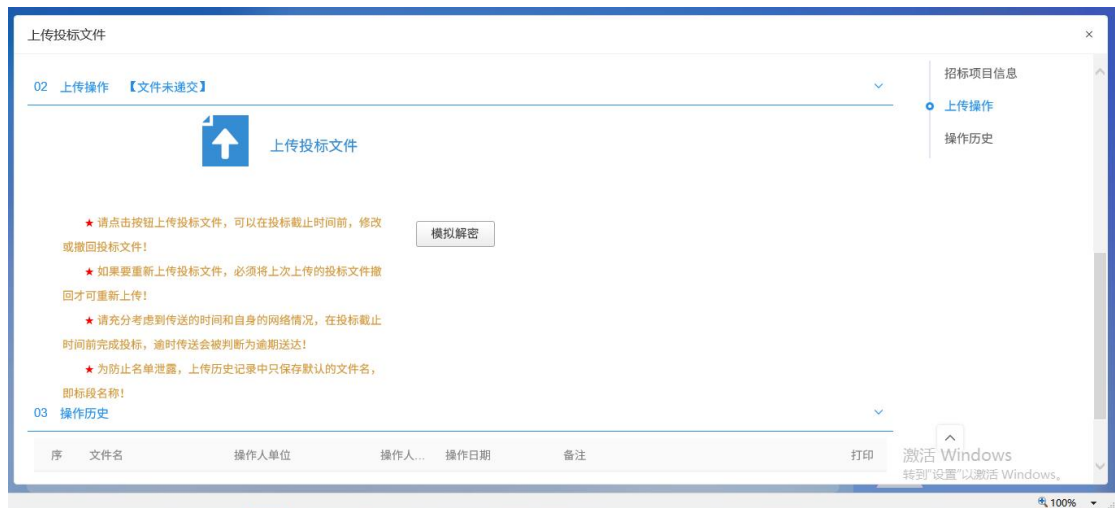 上传投标文件
×
02 上传操作 【文件未递交】
上传投标文件
★ 请点击按钮上传投标文件，可以在投标截止时间前，修改
或撤回投标文件！
★ 如果要重新上传投标文件，必须将上次上传的投标文件撤
回才可重新上传！
★ 请充分考虑到传送的时间和自身的网络情况，在投标截止
时间前完成投标，逾时传送会被判断为逾期送达！
★ 为防止名单泄露，上传历史记录中只保存默认的文件名，
即标段名称！
模拟解密
03 操作历史
序 文件名 操作人单位 操作人... 操作日期 备注 打印
招标项目信息
上传操作
操作历史
激活 Windows
转到"设置"以激活 Windows。
100%